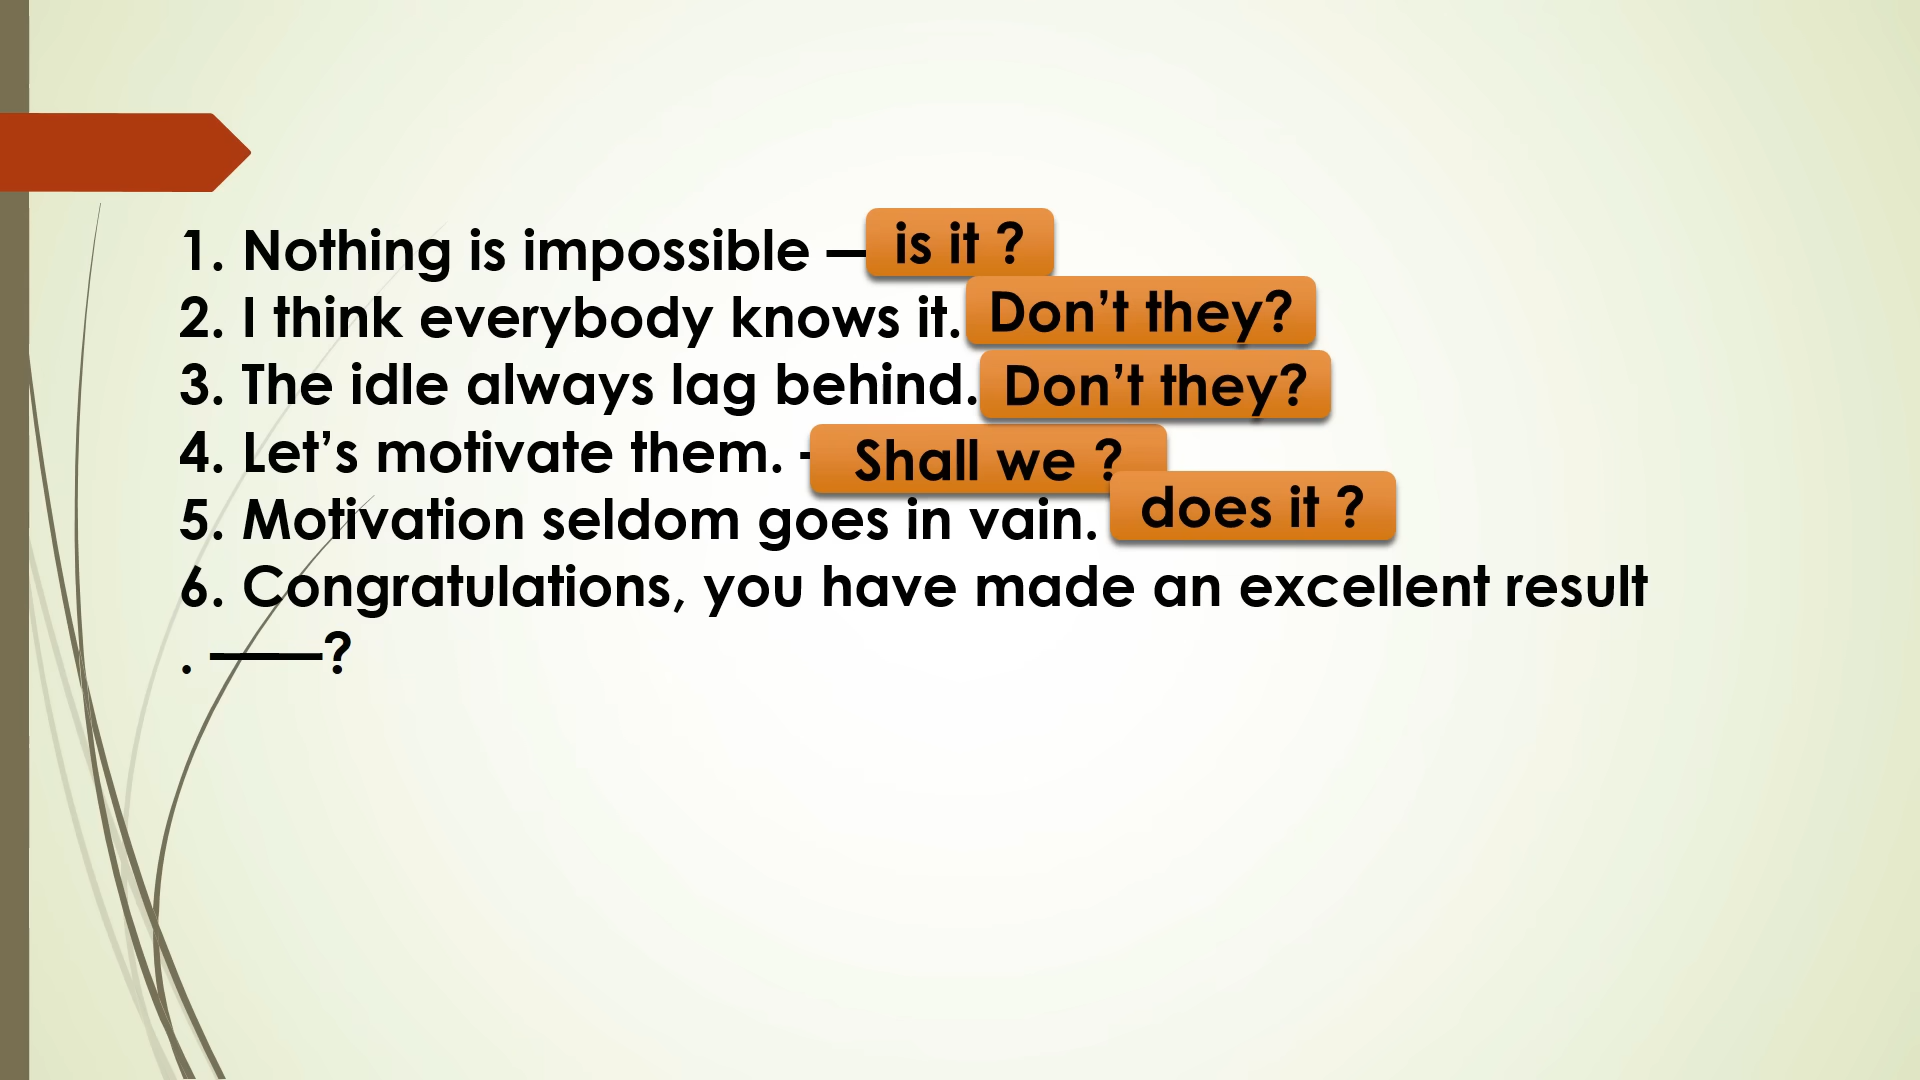 1. Nothing is impossible — is it ?
2. I think everybody knows it. Don’t they?
3. The idle always lag behind. Don’t they?
4. Let’s motivate them. - Shall we ?
5. Motivation seldom goes in vain. does it ?
6. Congratulations, you have made an excellent result
. ——–?